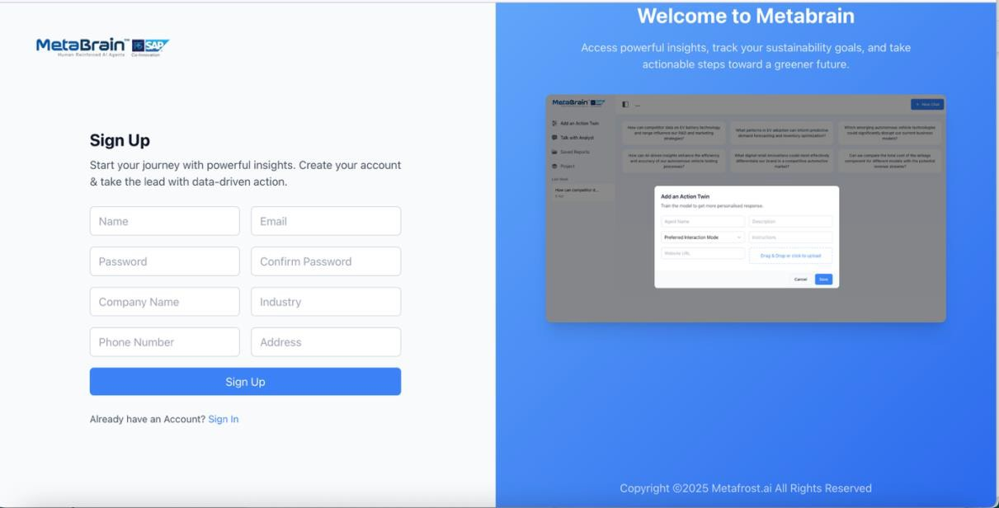 MetaBrain™ SAP
Human Reinforced AI Agents Co-Innovation
Sign Up
Start your journey with powerful insights. Create your account
& take the lead with data-driven action.
Name
Email
Password
Confirm Password
Company Name
Industry
Phone Number
Address
Sign Up
Already have an Account? Sign In
Welcome to Metabrain
Access powerful insights, track your sustainability goals, and take
actionable steps toward a greener future.
MetaBrain SAP
+ New Chat
Add an Action Twin
Talk with Analyst
Saved Reports
Project
Last Week
How can competitor d...
How can competitor data on EV battery technology
and range influence our R&D and marketing
strategies?
What patterns in EV adoption can inform predictive
demand forecasting and inventory optimization?
Which emerging autonomous vehicle technologies
could significantly disrupt our current business
models?
How can AI-driven insights enhance the efficiency
and accuracy of our autonomous vehicle testing
processes?
What digital retail innovations could most effectively
differentiate our brand in a competitive automotive
market?
Can we compare the total cost of the
component for different models with the potential
revenue streams?
Add an Action Twin
Train the model to get more personalised response.
Agent Name
Description
Preferred Interaction Mode
Instructions
Website URL
Drag & Drop or click to upload
Cancel
Save
Copyright ©2025 Metafrost.ai All Rights Reserved